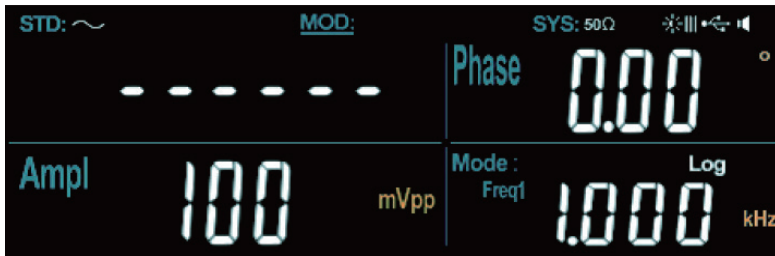 STD: MOD: SYS: 50Ω
- - - - - -
Phase 0.00 °
Ampl 100 mVpp
Mode : Log
Freq1 1.000 kHz